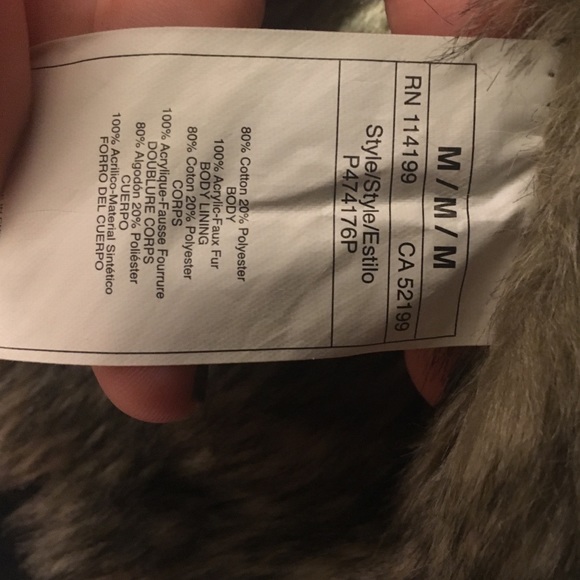 M / M / M
RN 114199 CA 52199
Style/Style/Estilo
P474176P
80% Cotton 20% Polyester
BODY
100% Acrylic-Faux Fur
BODY LINING
80% Coton 20% Polyester
CORPS
100% Acrylique-Fausse Fourrure
DOUBLURE CORPS
80% Algodón 20% Poliéster
CUERPO
100% Acrílico-Material Sintético
FORRO DEL CUERPO